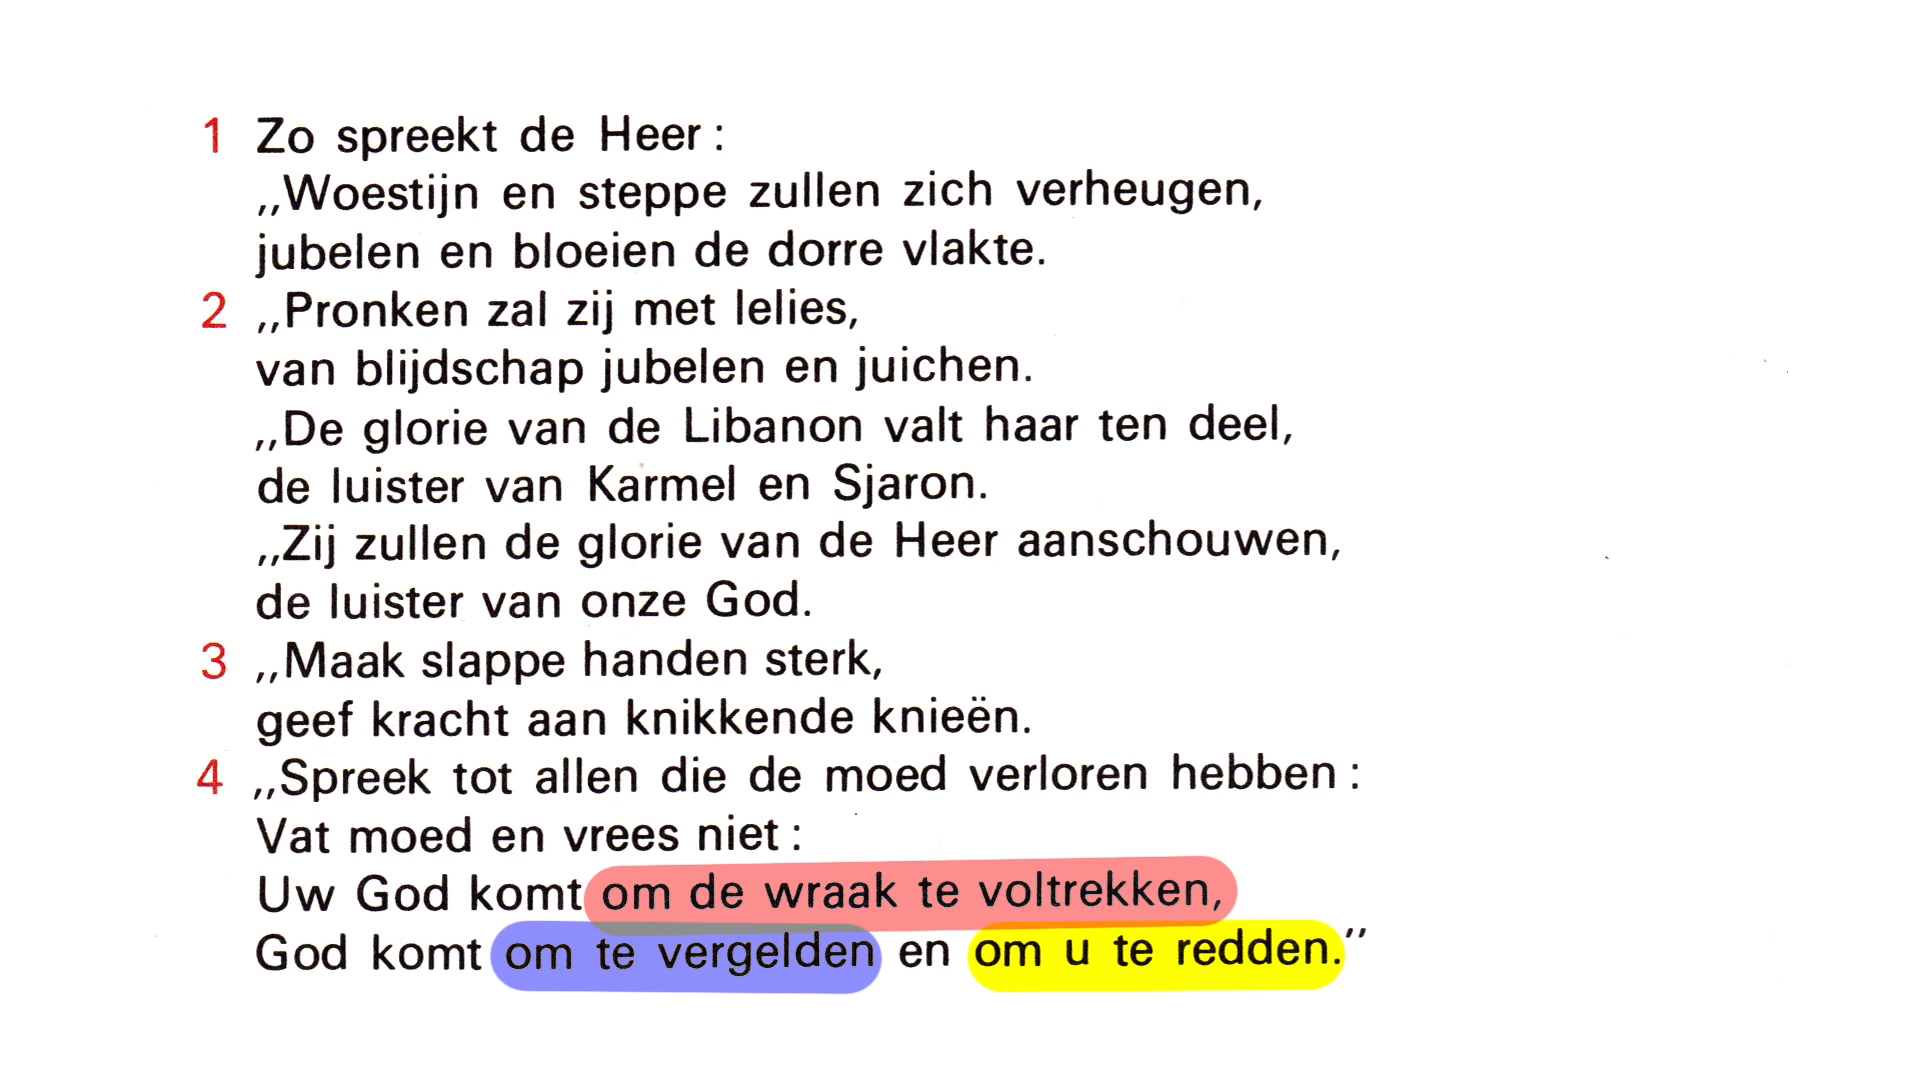 1 Zo spreekt de Heer :
,,Woestijn en steppe zullen zich verheugen,
jubelen en bloeien de dorre vlakte.
2 ,,Pronken zal zij met lelies,
van blijdschap jubelen en juichen.
,,De glorie van de Libanon valt haar ten deel,
de luister van Karmel en Sjaron.
,,Zij zullen de glorie van de Heer aanschouwen,
de luister van onze God.
3 ,,Maak slappe handen sterk,
geef kracht aan knikkende knieën.
4 ,,Spreek tot allen die de moed verloren hebben :
Vat moed en vrees niet :
Uw God komt om de wraak te voltrekken,
God komt om te vergelden en om u te redden.’’